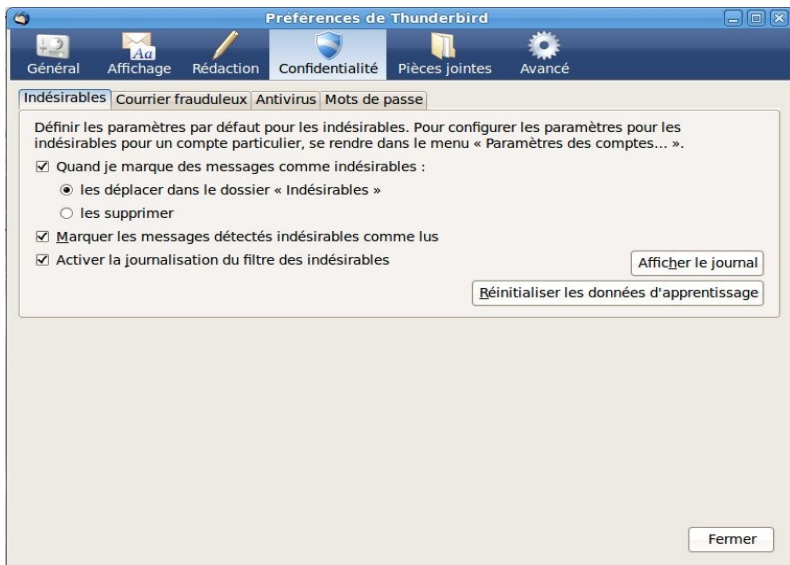 Préférences de Thunderbird
Aa
Général Affichage Rédaction Confidentialité Pièces jointes Avancé
Indésirables Courrier frauduleux Antivirus Mots de passe
Définir les paramètres par défaut pour les indésirables. Pour configurer les paramètres pour les
indésirables pour un compte particulier, se rendre dans le menu « Paramètres des comptes... ».
Quand je marque des messages comme indésirables :
les déplacer dans le dossier « Indésirables »
les supprimer
Marquer les messages détectés indésirables comme lus
Activer la journalisation du filtre des indésirables
Afficher le journal
Réinitialiser les données d'apprentissage
Fermer